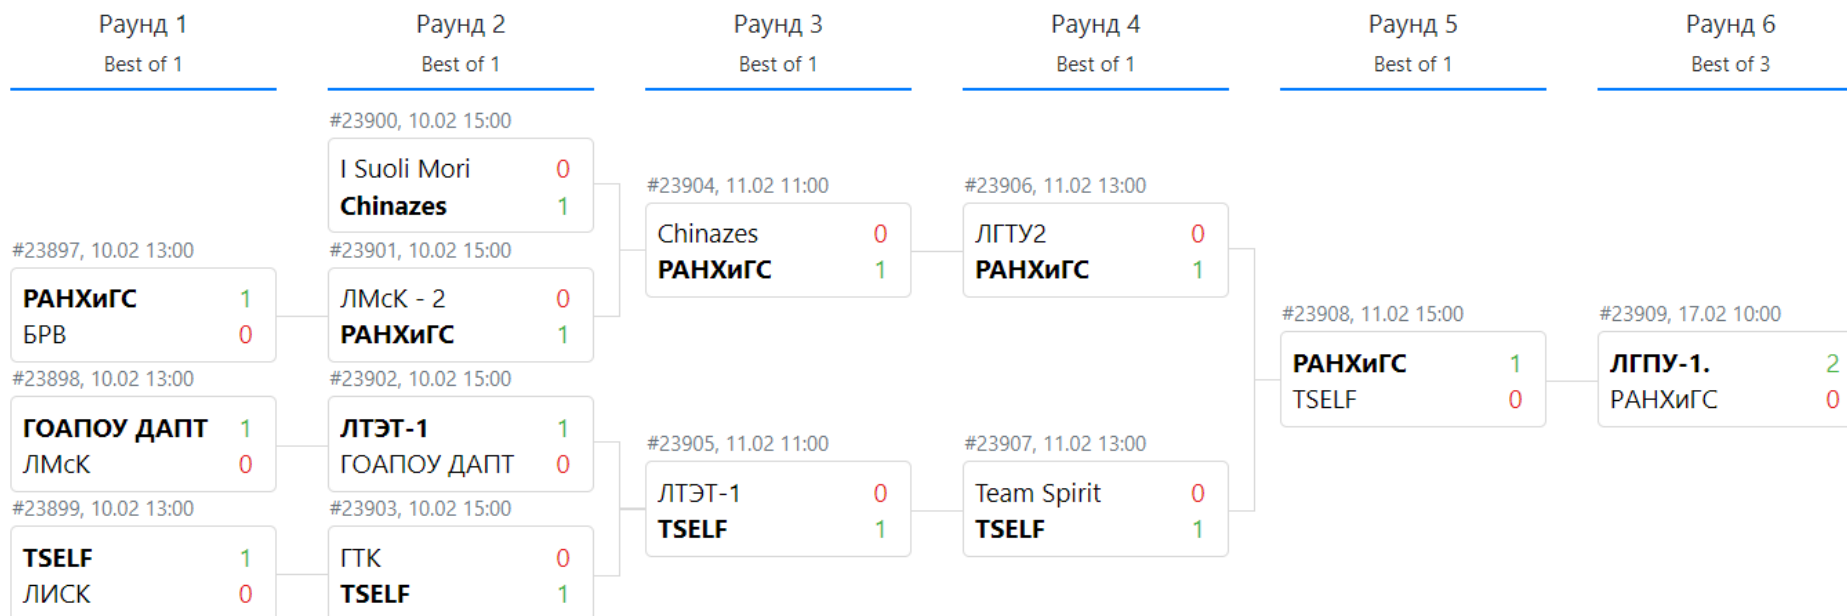 Раунд 1
Best of 1
#23897, 10.02 13:00
РАНХиГС 1
БРВ 0
#23898, 10.02 13:00
ГОАПОУ ДАПТ 1
ЛМсК 0
#23899, 10.02 13:00
TSELF 1
ЛИСК 0
Раунд 2
Best of 1
#23900, 10.02 15:00
I Suoli Mori 0
Chinazes 1
#23901, 10.02 15:00
ЛМсК - 2 0
РАНХиГС 1
#23902, 10.02 15:00
ЛТЭТ-1 1
ГОАПОУ ДАПТ 0
#23903, 10.02 15:00
ГТК 0
TSELF 1
Раунд 3
Best of 1
#23904, 11.02 11:00
Chinazes 0
РАНХиГС 1
#23905, 11.02 11:00
ЛТЭТ-1 0
TSELF 1
Раунд 4
Best of 1
#23906, 11.02 13:00
ЛГТУ2 0
РАНХиГС 1
#23907, 11.02 13:00
Team Spirit 0
TSELF 1
Раунд 5
Best of 1
#23908, 11.02 15:00
РАНХиГС 1
TSELF 0
Раунд 6
Best of 3
#23909, 17.02 10:00
ЛГПУ-1. 2
РАНХиГС 0